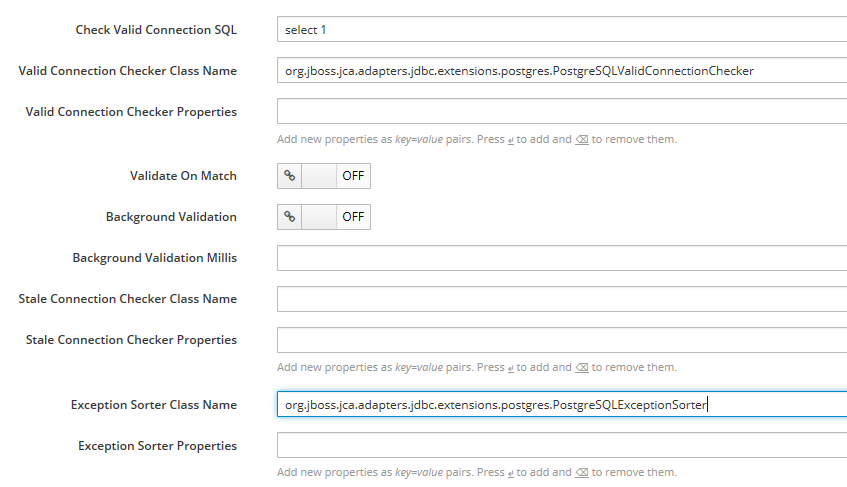 Check Valid Connection SQL select 1
Valid Connection Checker Class Name org.jboss.jca.adapters.jdbc.extensions.postgres.PostgreSQLValidConnectionChecker
Valid Connection Checker Properties
Add new properties as key=value pairs. Press ↵ to add and ⌫ to remove them.
Validate On Match OFF
Background Validation OFF
Background Validation Millis
Stale Connection Checker Class Name
Stale Connection Checker Properties
Add new properties as key=value pairs. Press ↵ to add and ⌫ to remove them.
Exception Sorter Class Name org.jboss.jca.adapters.jdbc.extensions.postgres.PostgreSQLExceptionSorter
Exception Sorter Properties
Add new properties as key=value pairs. Press ↵ to add and ⌫ to remove them.